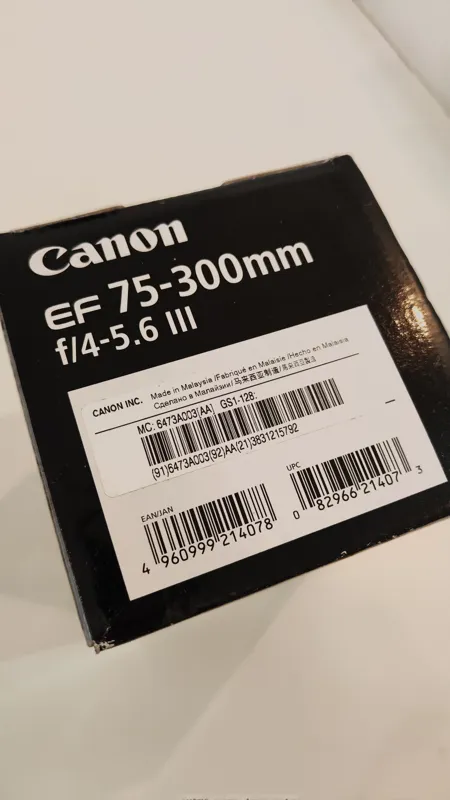 Canon
EF 75-300mm
f/4-5.6 III
CANON INC. Made in Malaysia /Fabriqué en Malaisie /Hecho en Malasia
Сделано в Малайзии/马来西亚制造/馬來西亞製造
MC: 6473A003(AA) GS1-128:
(91)6473A003(92)AA(21)3831215792
EAN/JAN
4 960999 214078
UPC
0 82966 21407 3